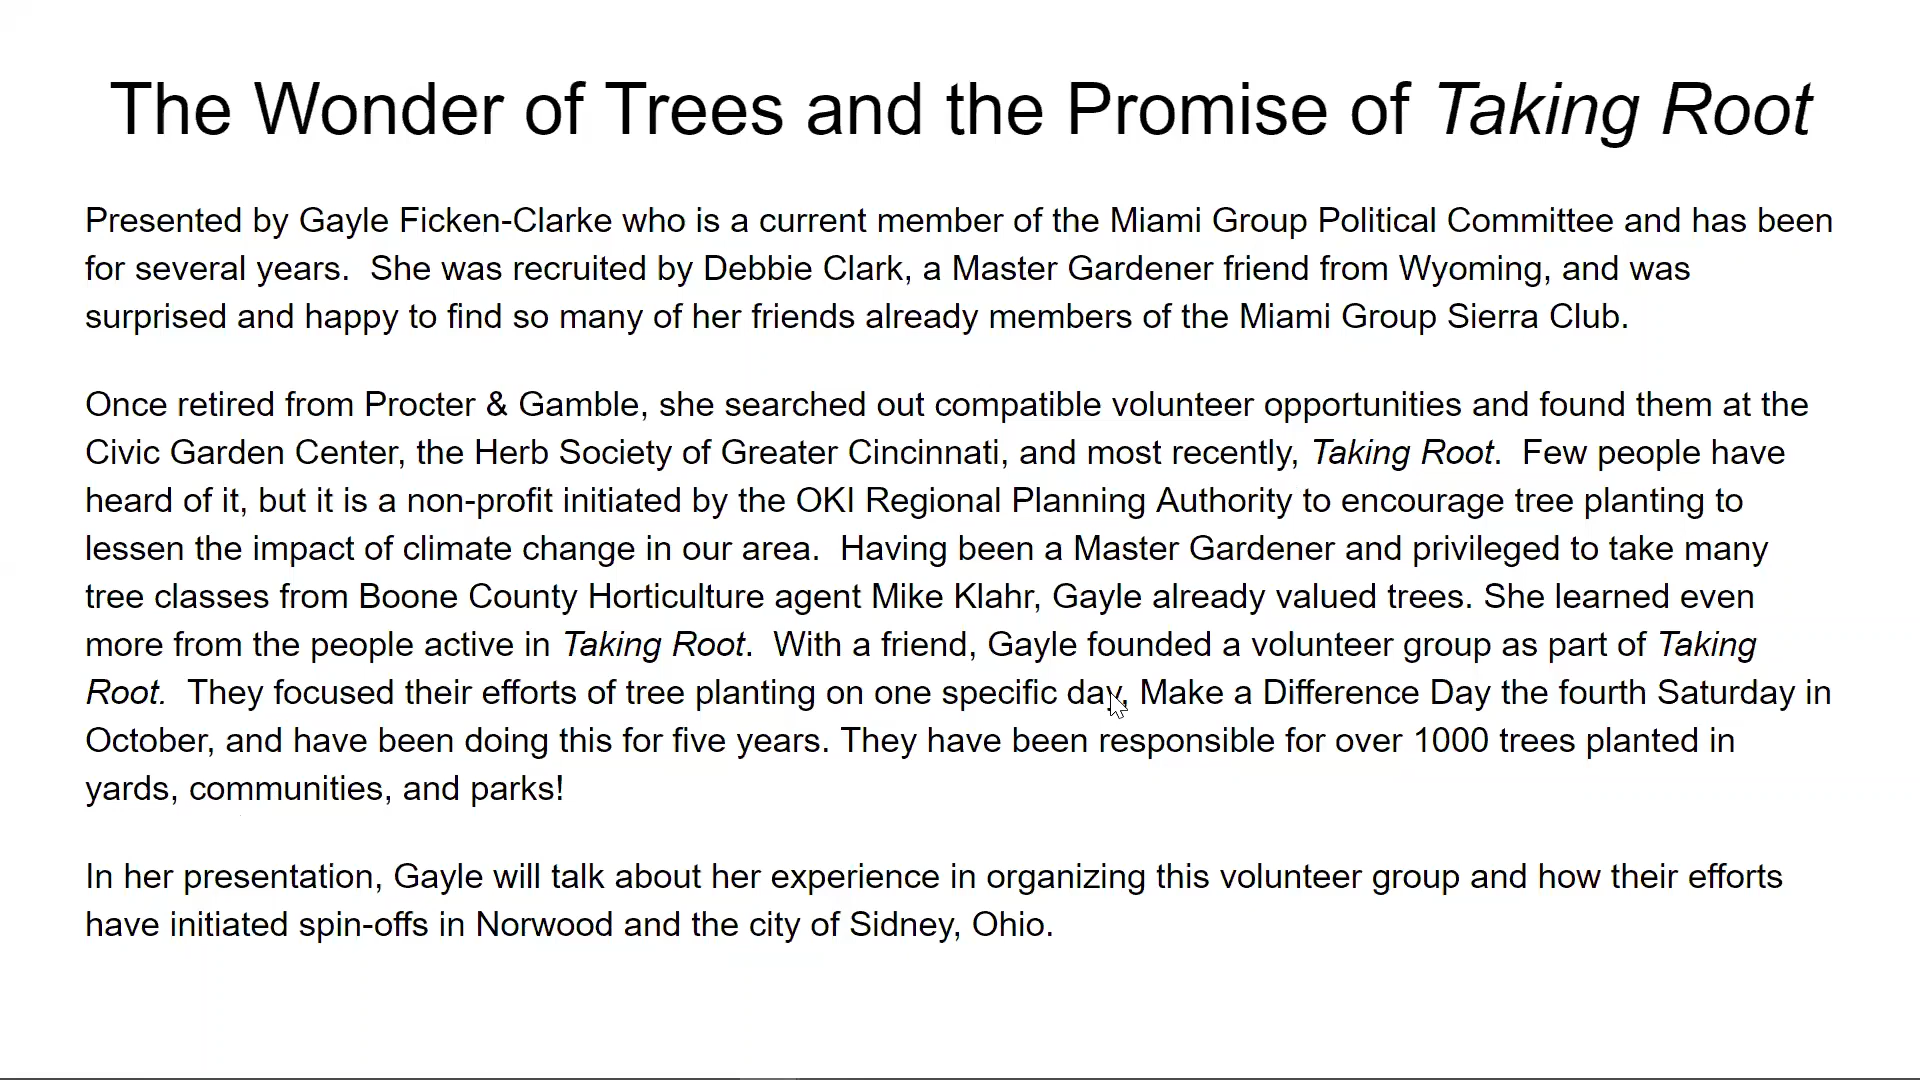 The Wonder of Trees and the Promise of Taking Root
Presented by Gayle Ficken-Clarke who is a current member of the Miami Group Political Committee and has been
for several years.  She was recruited by Debbie Clark, a Master Gardener friend from Wyoming, and was
surprised and happy to find so many of her friends already members of the Miami Group Sierra Club.
Once retired from Procter & Gamble, she searched out compatible volunteer opportunities and found them at the
Civic Garden Center, the Herb Society of Greater Cincinnati, and most recently, Taking Root.  Few people have
heard of it, but it is a non-profit initiated by the OKI Regional Planning Authority to encourage tree planting to
lessen the impact of climate change in our area.  Having been a Master Gardener and privileged to take many
tree classes from Boone County Horticulture agent Mike Klahr, Gayle already valued trees. She learned even
more from the people active in Taking Root.  With a friend, Gayle founded a volunteer group as part of Taking
Root.  They focused their efforts of tree planting on one specific day, Make a Difference Day the fourth Saturday in
October, and have been doing this for five years. They have been responsible for over 1000 trees planted in
yards, communities, and parks!
In her presentation, Gayle will talk about her experience in organizing this volunteer group and how their efforts
have initiated spin-offs in Norwood and the city of Sidney, Ohio.